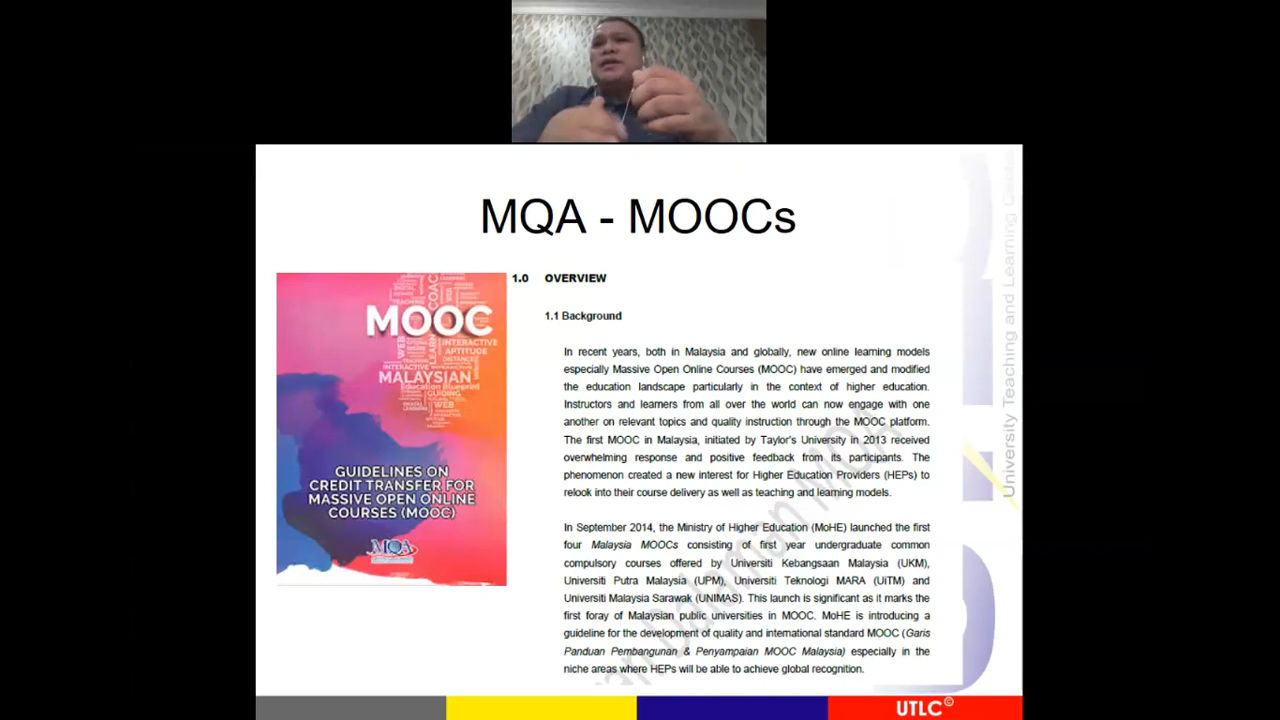 MQA - MOOCs
MOOC
INTERACTIVE
APTITUDE
DISTANCE
INTERACTIVE
MALAYSIAN
Education Blueprint
GUIDING
WEB
GUIDELINES ON
CREDIT TRANSFER FOR
MASSIVE OPEN ONLINE
COURSES (MOOC)
MQA
1.0 OVERVIEW
1.1 Background
In recent years, both in Malaysia and globally, new online learning models
especially Massive Open Online Courses (MOOC) have emerged and modified
the education landscape particularly in the context of higher education.
Instructors and learners from all over the world can now engage with one
another on relevant topics and quality instruction through the MOOC platform.
The first MOOC in Malaysia, initiated by Taylor's University in 2013 received
overwhelming response and positive feedback from its participants. The
phenomenon created a new interest for Higher Education Providers (HEPs) to
relook into their course delivery as well as teaching and learning models.
In September 2014, the Ministry of Higher Education (MoHE) launched the first
four Malaysia MOOCs consisting of first year undergraduate common
compulsory courses offered by Universiti Kebangsaan Malaysia (UKM),
Universiti Putra Malaysia (UPM), Universiti Teknologi MARA (UiTM) and
Universiti Malaysia Sarawak (UNIMAS). This launch is significant as it marks the
first foray of Malaysian public universities in MOOC. MoHE is introducing a
guideline for the development of quality and international standard MOOC (Garis
Panduan Pembangunan & Penyampaian MOOC Malaysia) especially in the
niche areas where HEPs will be able to achieve global recognition.
Dalaman MQA
University Teaching and Learning
UTLC©